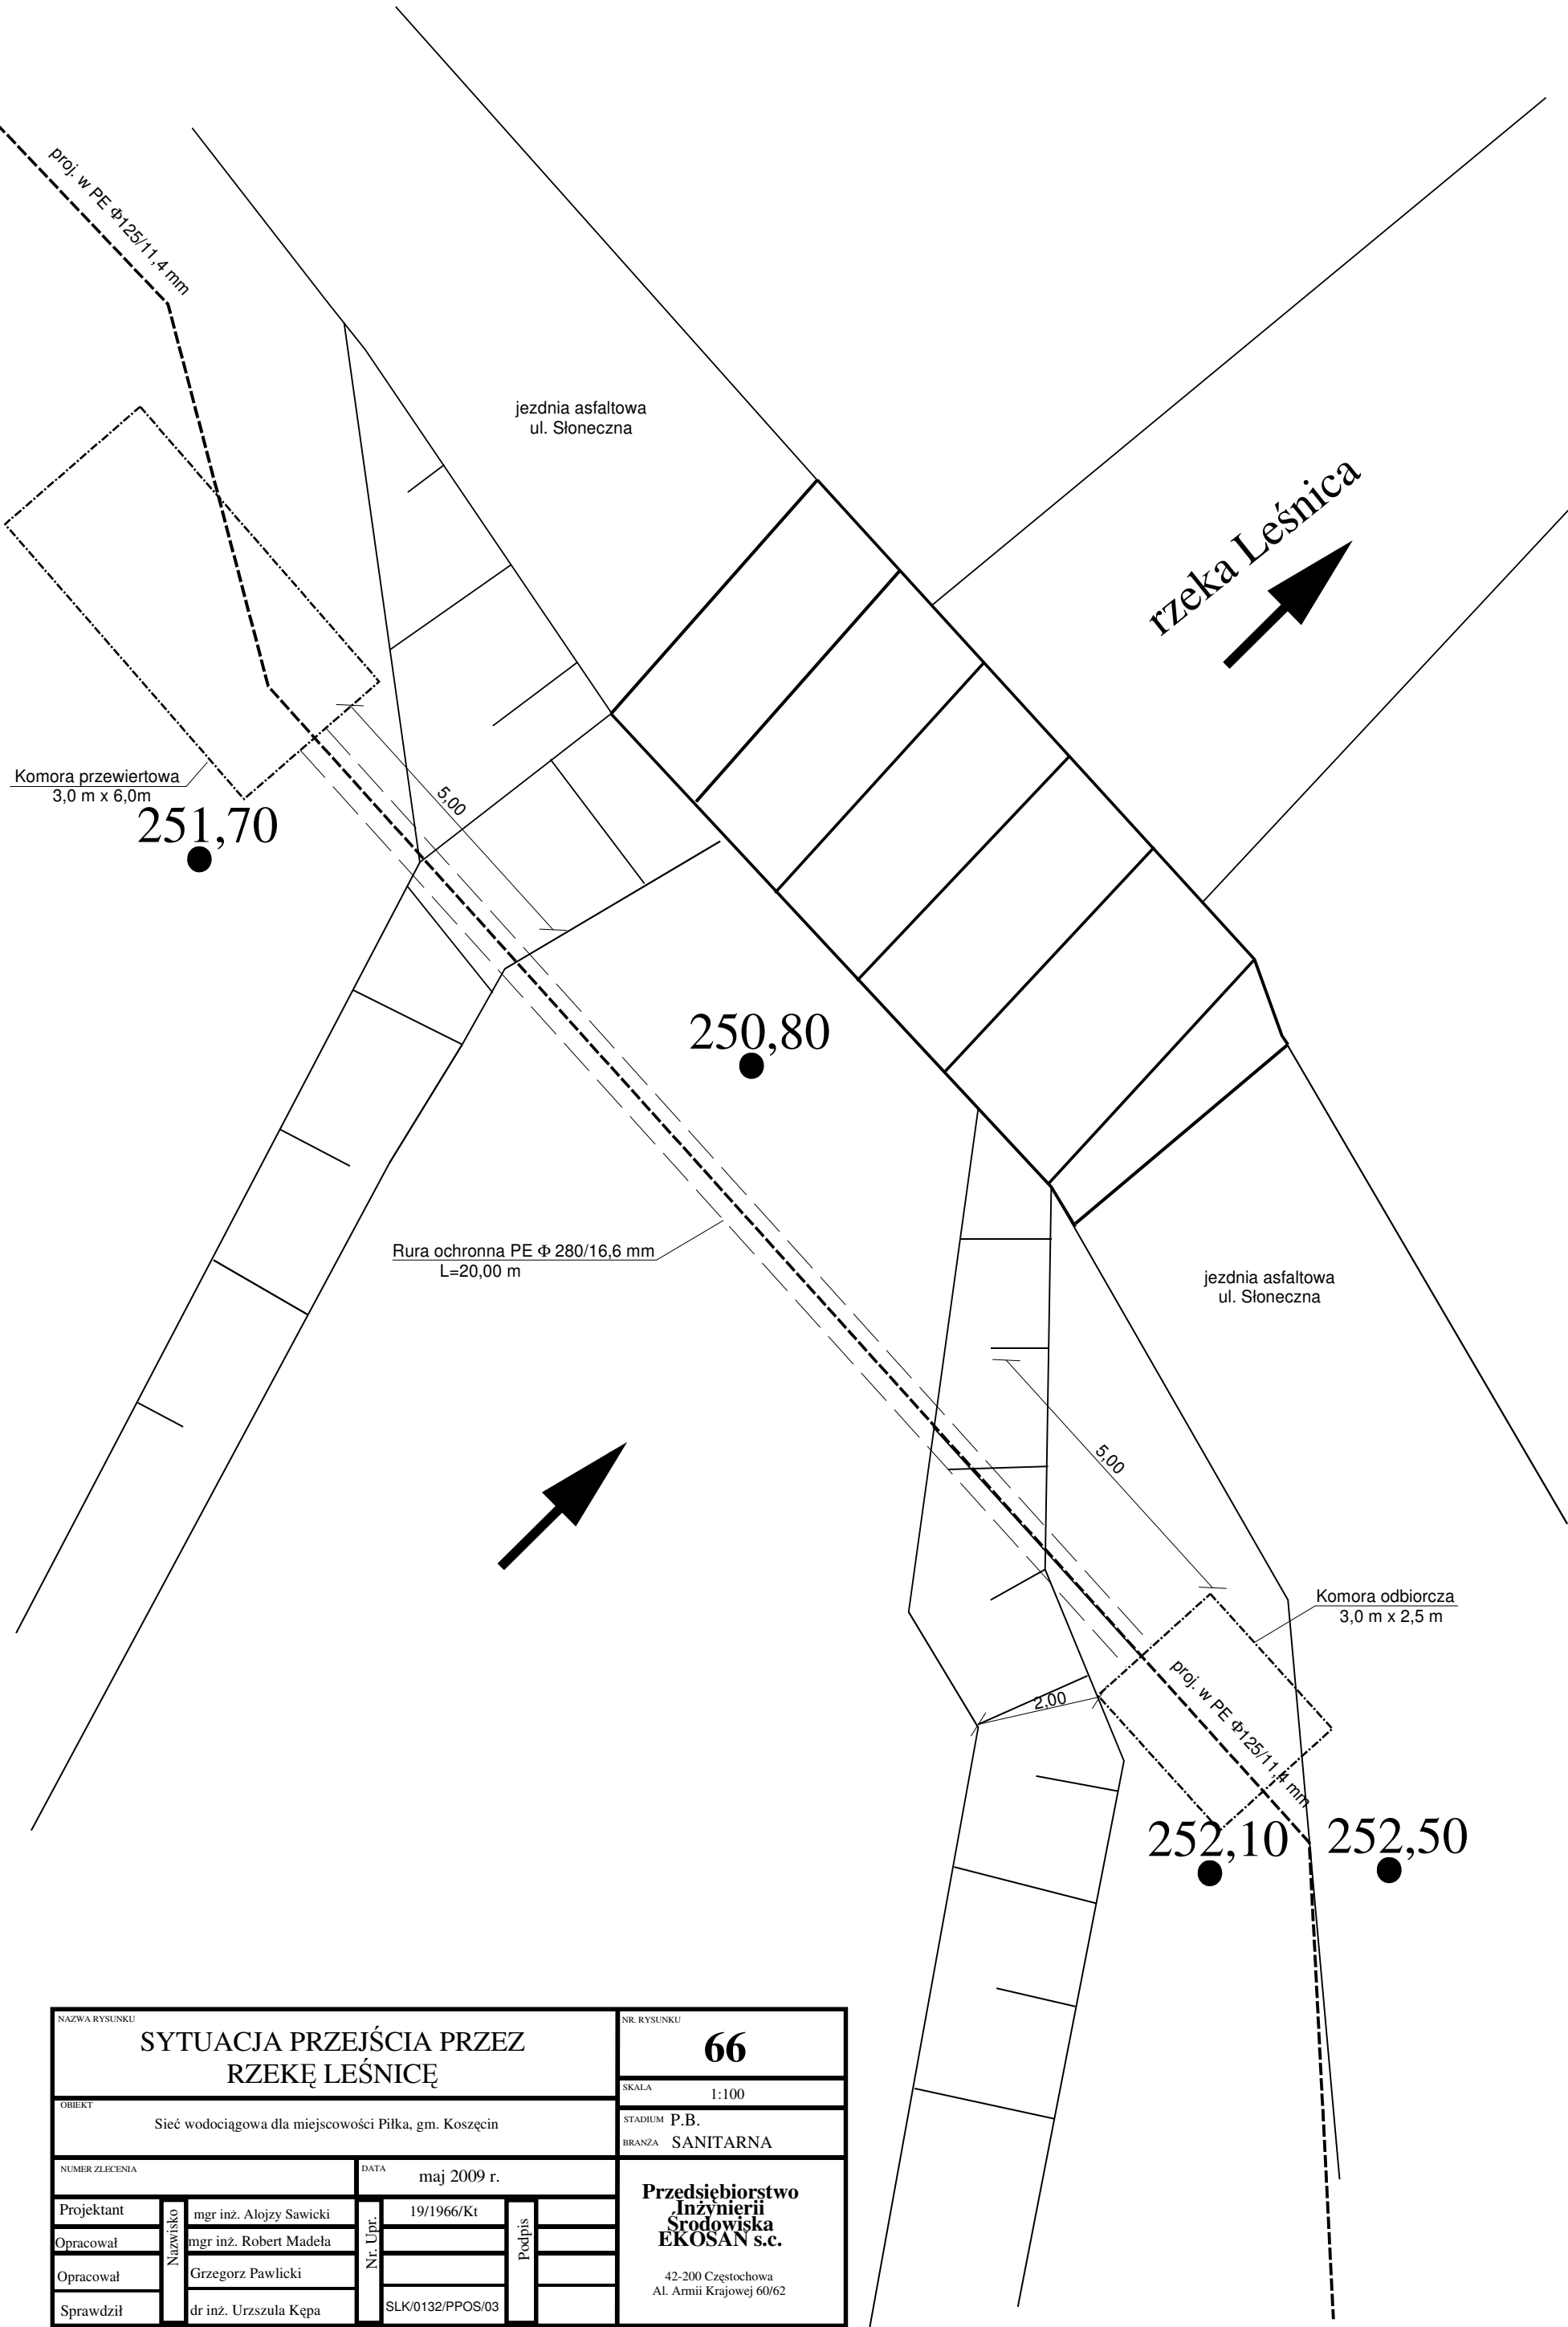 proj. w PE Φ125/11,4 mm
jezdnia asfaltowa
ul. Słoneczna
rzeka Leśnica
Komora przewiertowa
3,0 m x 6,0m
251,70
5,00
250,80
Rura ochronna PE Φ 280/16,6 mm
L=20,00 m
jezdnia asfaltowa
ul. Słoneczna
5,00
Komora odbiorcza
3,0 m x 2,5 m
2,00
proj. w PE Φ125/11,4 mm
252,10
252,50
NAZWA RYSUNKU
SYTUACJA PRZEJŚCIA PRZEZ
RZEKĘ LEŚNICĘ
NR. RYSUNKU
66
SKALA
1:100
OBIEKT
Sieć wodociągowa dla miejscowości Piłka, gm. Koszęcin
STADIUM P.B.
BRANŻA SANITARNA
NUMER ZLECENIA
DATA
maj 2009 r.
Projektant
Nazwisko
mgr inż. Alojzy Sawicki
Nr. Upr.
19/1966/Kt
Podpis
Opracował
mgr inż. Robert Madeła
Opracował
Grzegorz Pawlicki
Sprawdził
dr inż. Urzszula Kępa
SLK/0132/PPOS/03
Przedsiębiorstwo
Inżynierii
Środowiska
EKOSAN s.c.
42-200 Częstochowa
Al. Armii Krajowej 60/62